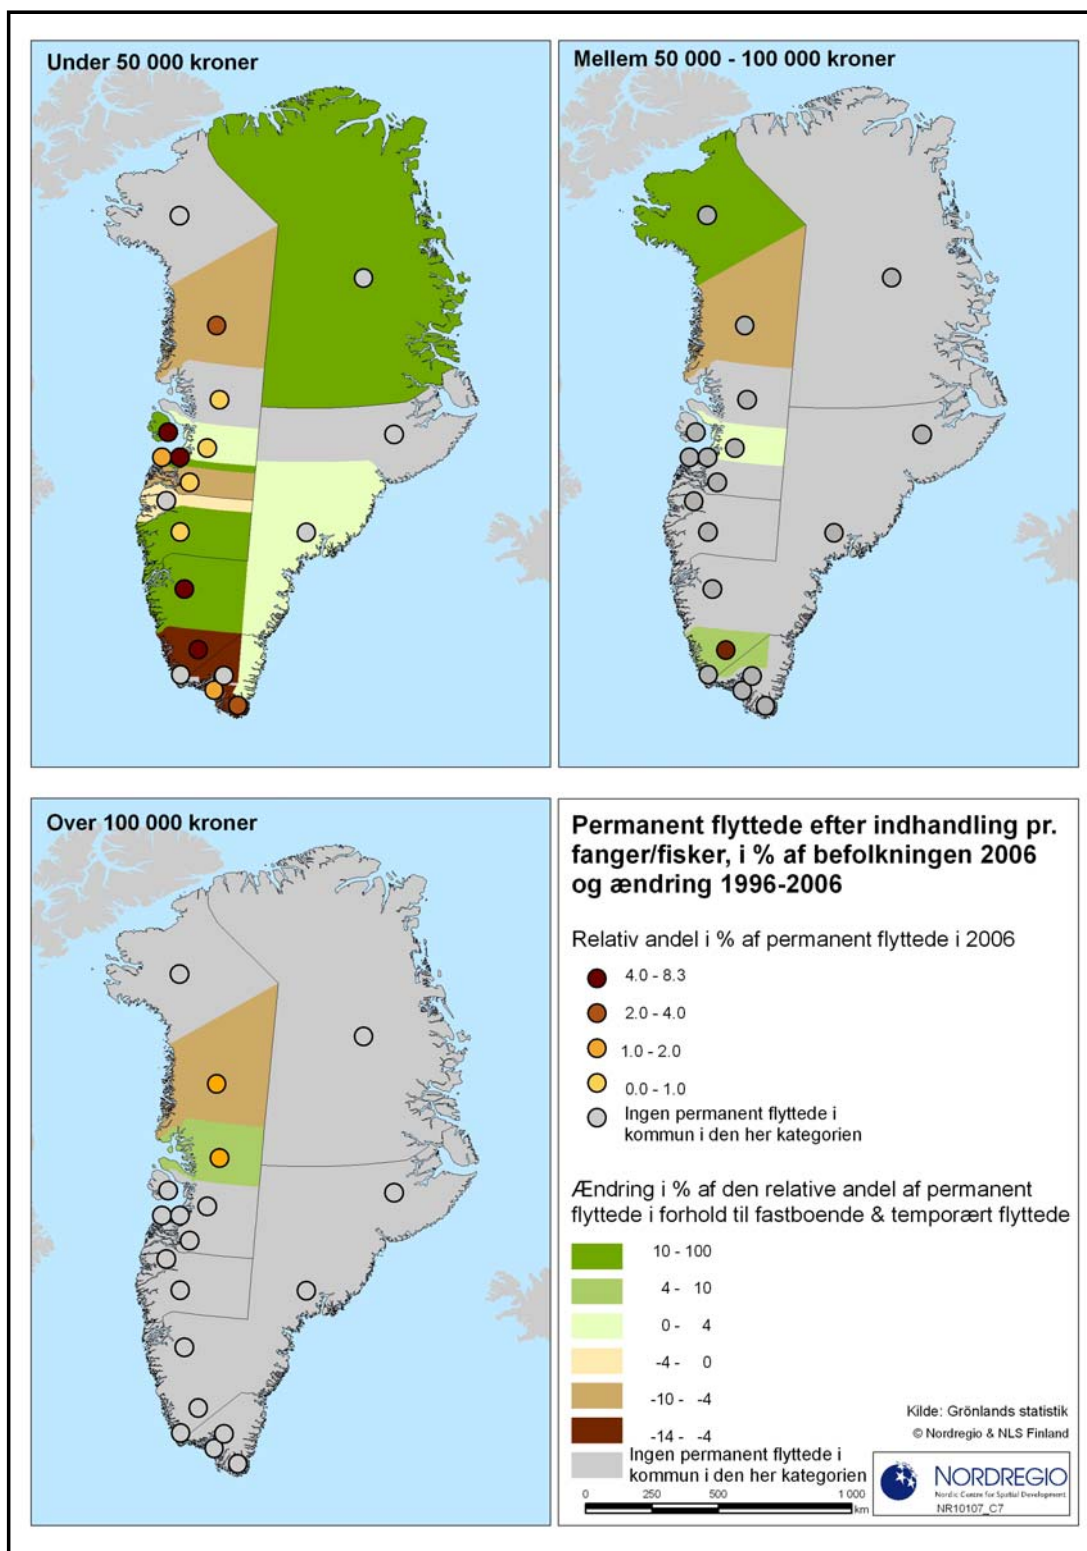 Under 50 000 kroner
Mellem 50 000 - 100 000 kroner
Over 100 000 kroner
Permanent flyttede efter indhandling pr.
fanger/fisker, i % af befolkningen 2006
og ændring 1996-2006
Relativ andel i % af permanent flyttede i 2006
4.0 - 8.3
2.0 - 4.0
1.0 - 2.0
0.0 - 1.0
Ingen permanent flyttede i
kommun i den her kategorien
Ændring i % af den relative andel af permanent
flyttede i forhold til fastboende & temporært flyttede
10 - 100
4 - 10
0 - 4
-4 - 0
-10 - -4
-14 - -4
Ingen permanent flyttede i
kommun i den her kategorien
Kilde: Grönlands statistik
© Nordregio & NLS Finland
NORDREGIO
Nordic Centre for Spatial Development
NR10107_C7
0 250 500 1 000
km